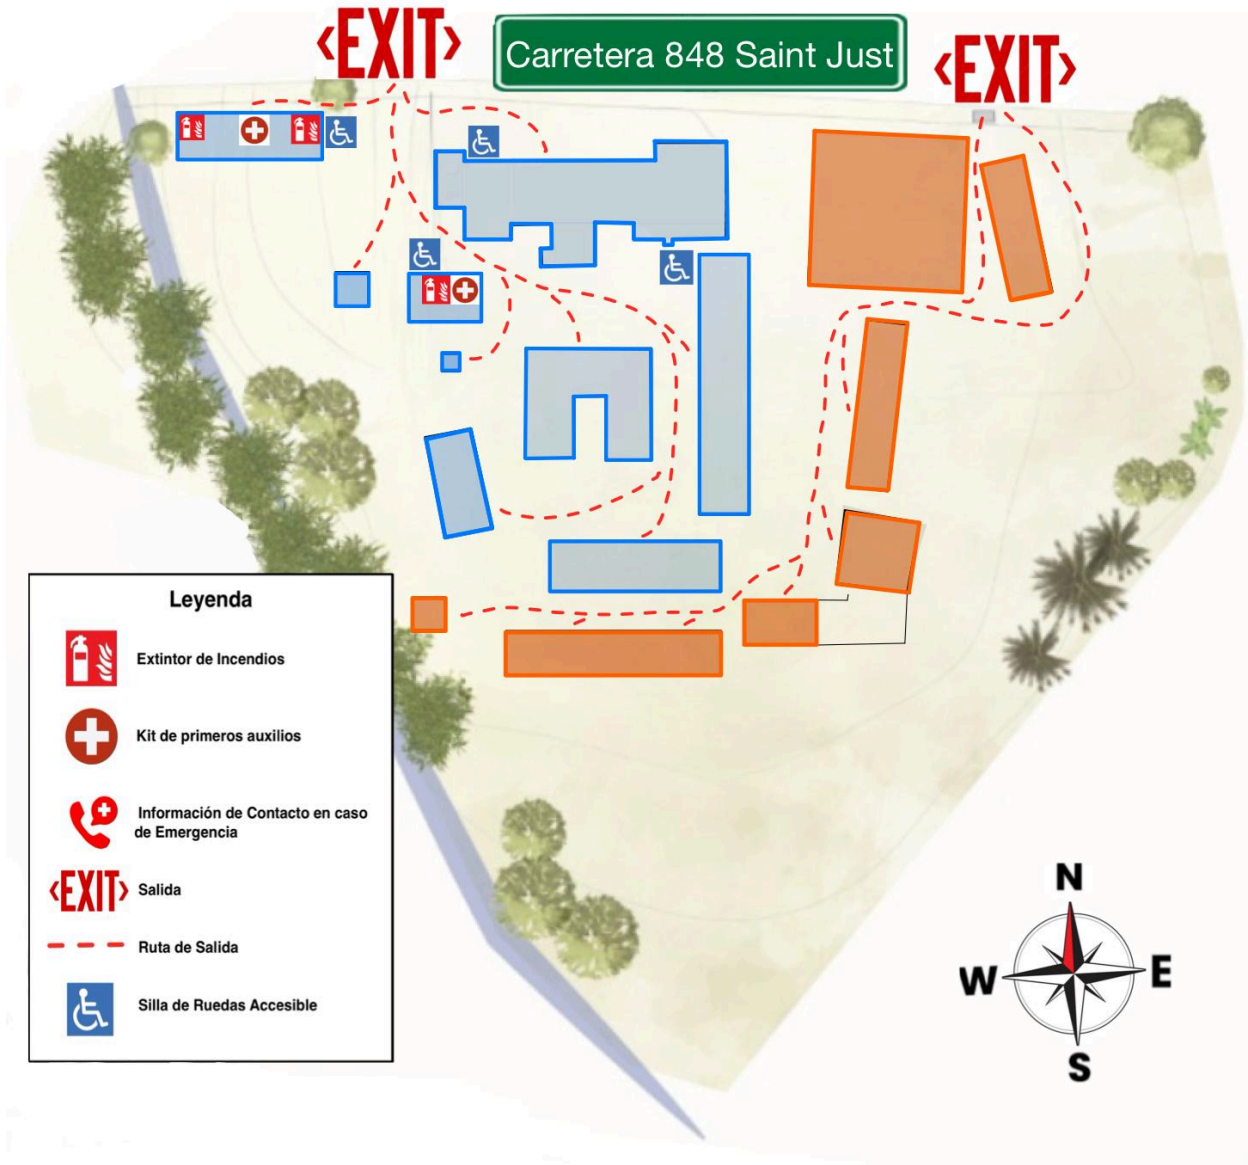 ‹EXIT›
Carretera 848 Saint Just
‹EXIT›
Leyenda
Extintor de Incendios
Kit de primeros auxilios
Información de Contacto en caso
de Emergencia
‹EXIT› Salida
Ruta de Salida
Silla de Ruedas Accesible
N
W E
S